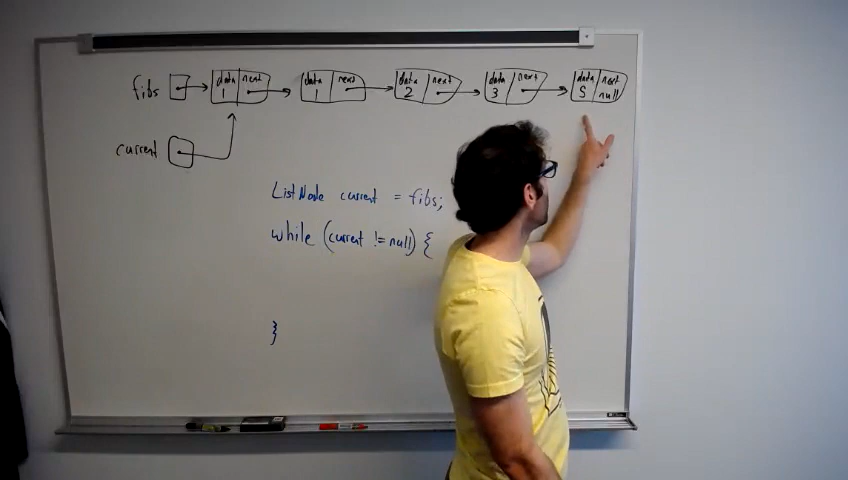 fibs data next data next data next data next data next
1 1 2 3 5 null
current
ListNode current = fibs;
while (current != null) {
}